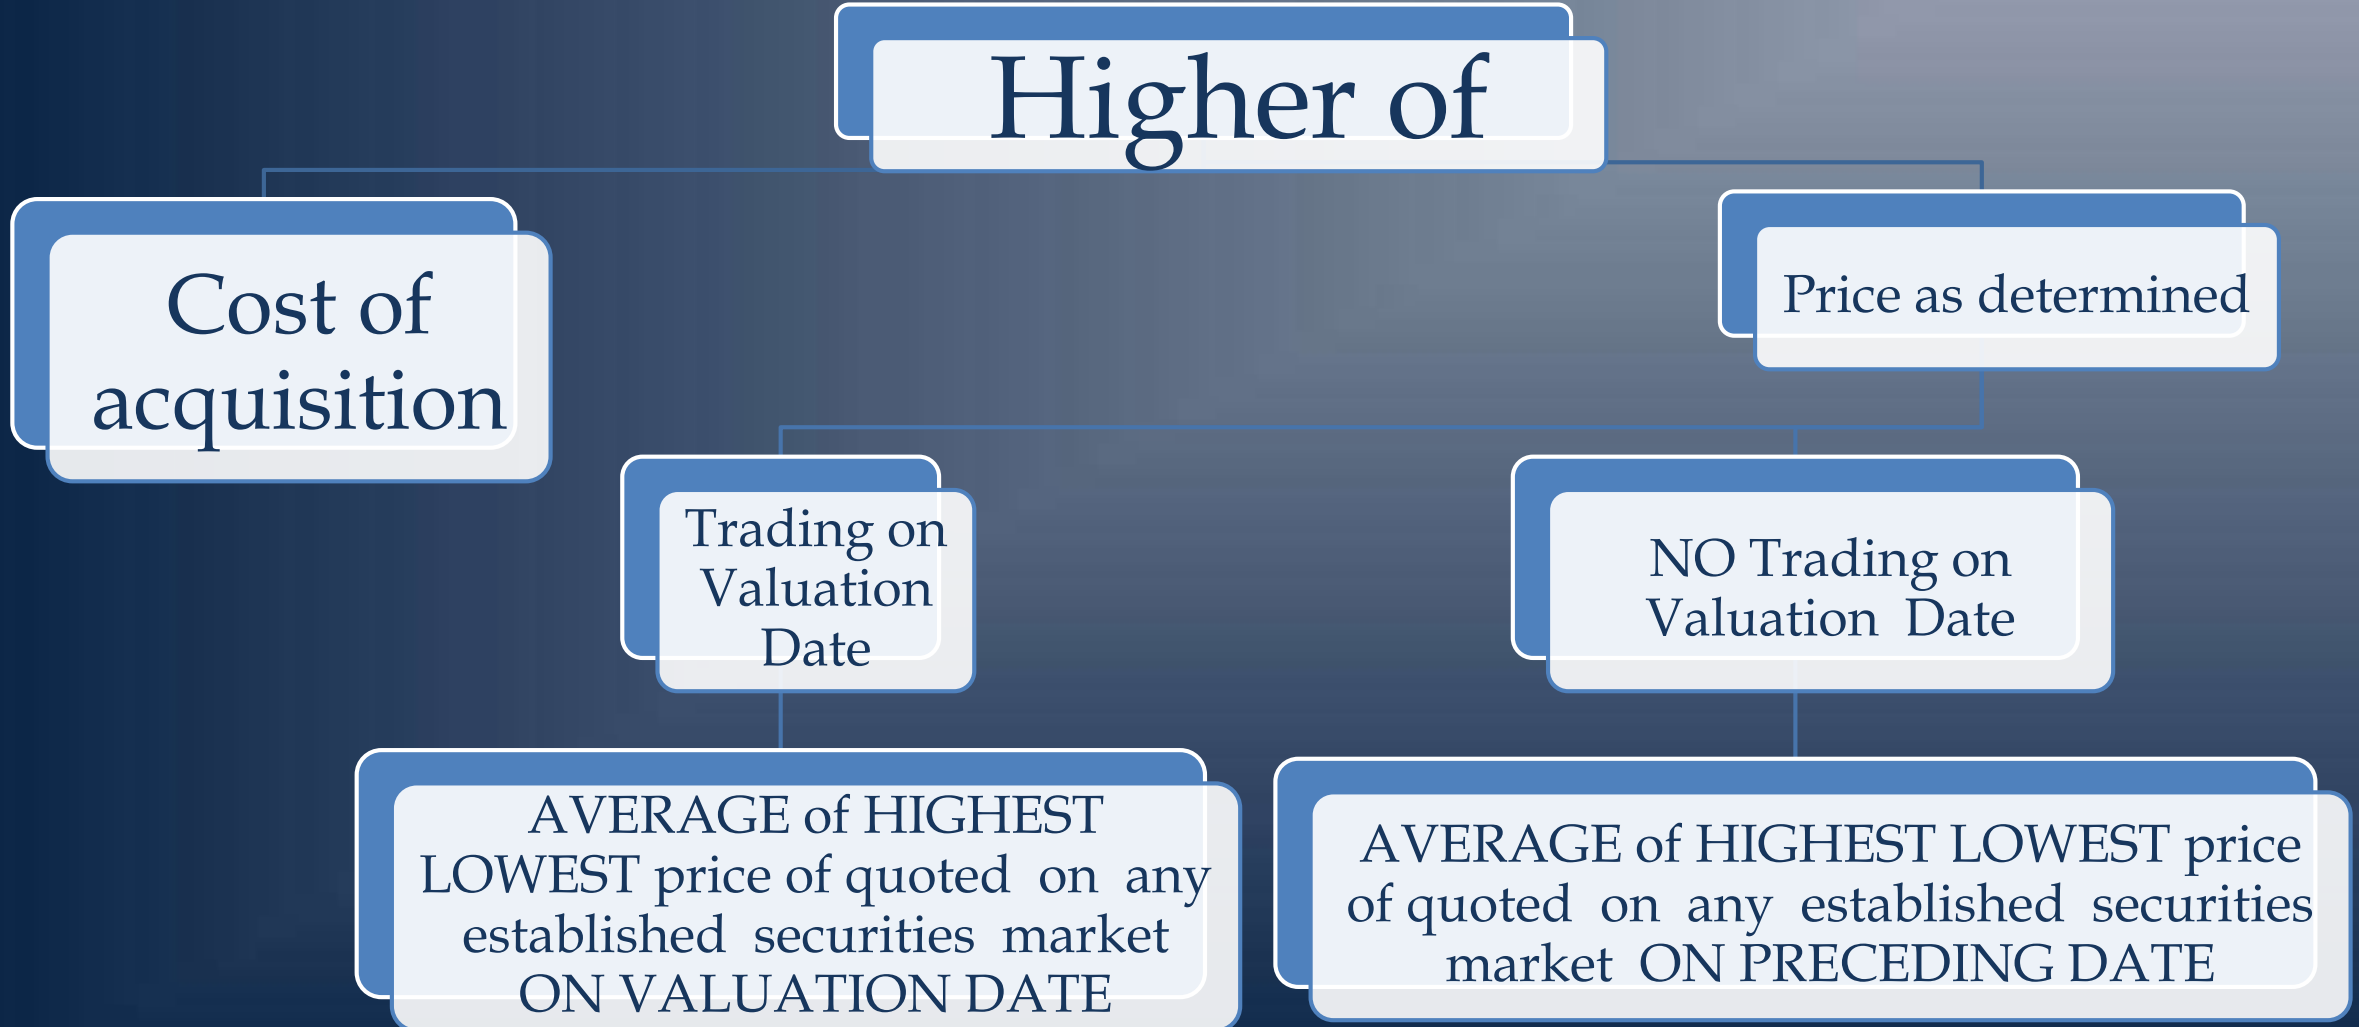 Higher of
Cost of
acquisition
Price as determined
Trading on
Valuation
Date
NO Trading on
Valuation  Date
AVERAGE of HIGHEST
LOWEST price of quoted  on  any
established  securities  market
ON VALUATION DATE
AVERAGE of HIGHEST LOWEST price
of quoted  on  any  established  securities
market  ON PRECEDING DATE